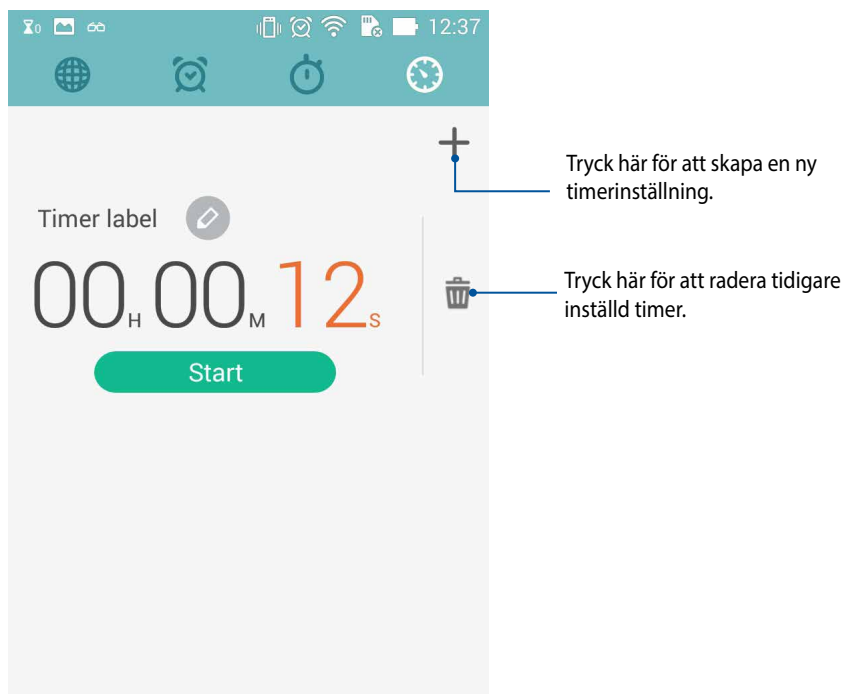 0 12:37
Tryck här för att skapa en ny
timerinställning.
Timer label
00H 00M 12S
Tryck här för att radera tidigare
inställd timer.
Start